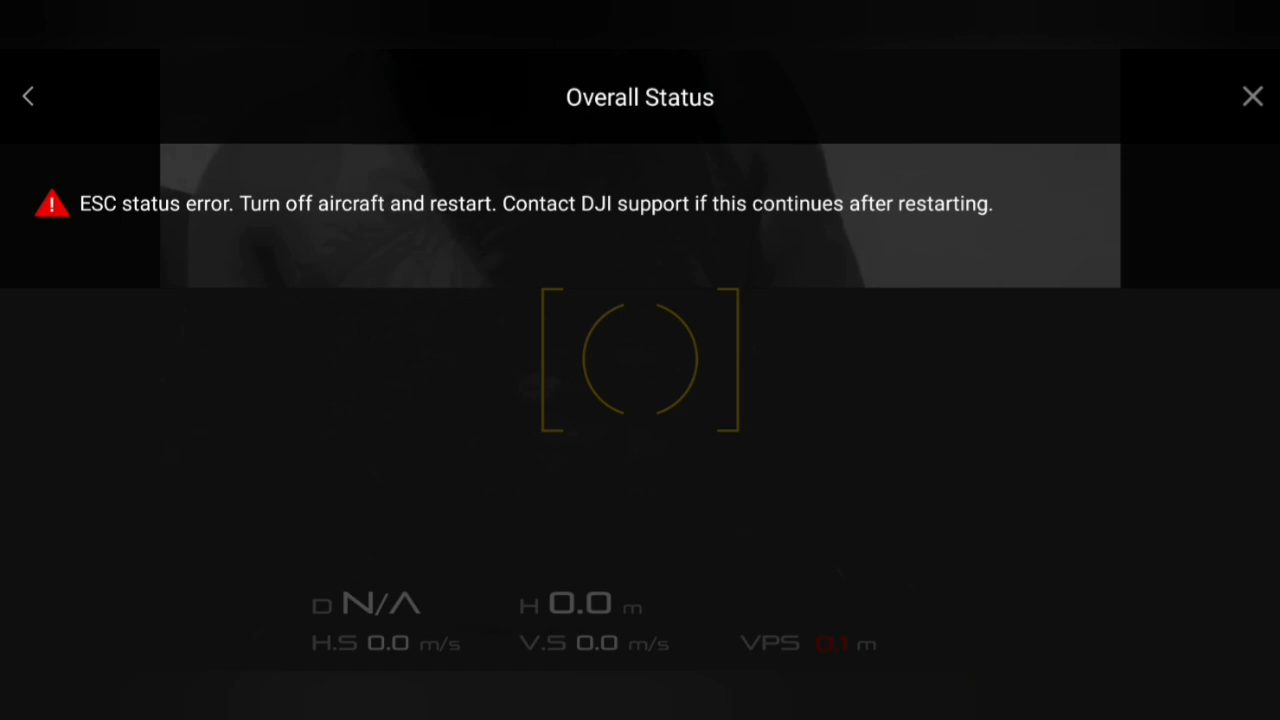 Overall Status
ESC status error. Turn off aircraft and restart. Contact DJI support if this continues after restarting.
D N/A H 0.0 m
H.S 0.0 m/s V.S 0.0 m/s VPS 0.1 m